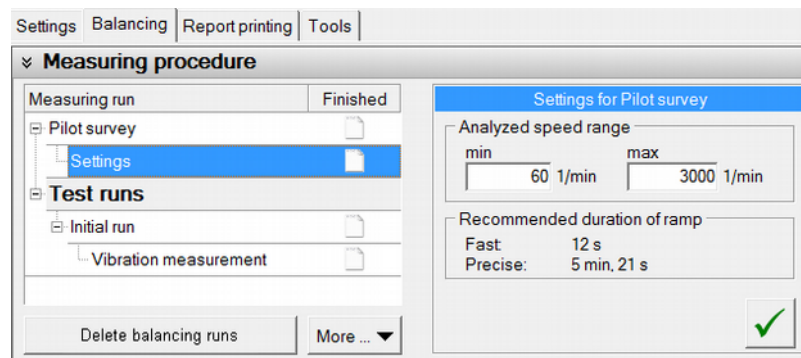 Settings Balancing Report printing Tools
Measuring procedure
Measuring run Finished
Pilot survey
Settings
Test runs
Initial run
Vibration measurement
Delete balancing runs More ...
Settings for Pilot survey
Analyzed speed range
min max
60 1/min 3000 1/min
Recommended duration of ramp
Fast: 12 s
Precise: 5 min, 21 s